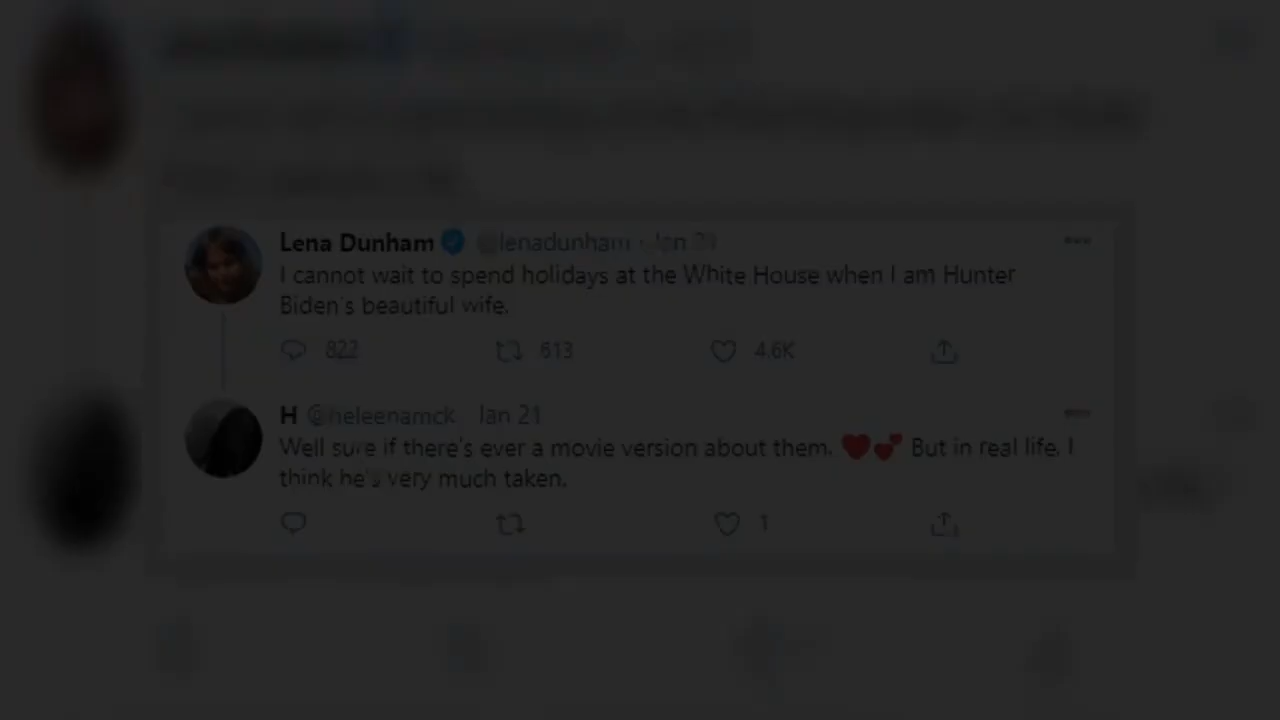 Lena Dunham @lenadunham · Jan 21
I cannot wait to spend holidays at the White House when I am Hunter
Biden's beautiful wife.
822 613 4.6K
H @heleenamck Jan 21
Well sure if there's ever a movie version about them. ❤️💕 But in real life, I
think he's very much taken.
1